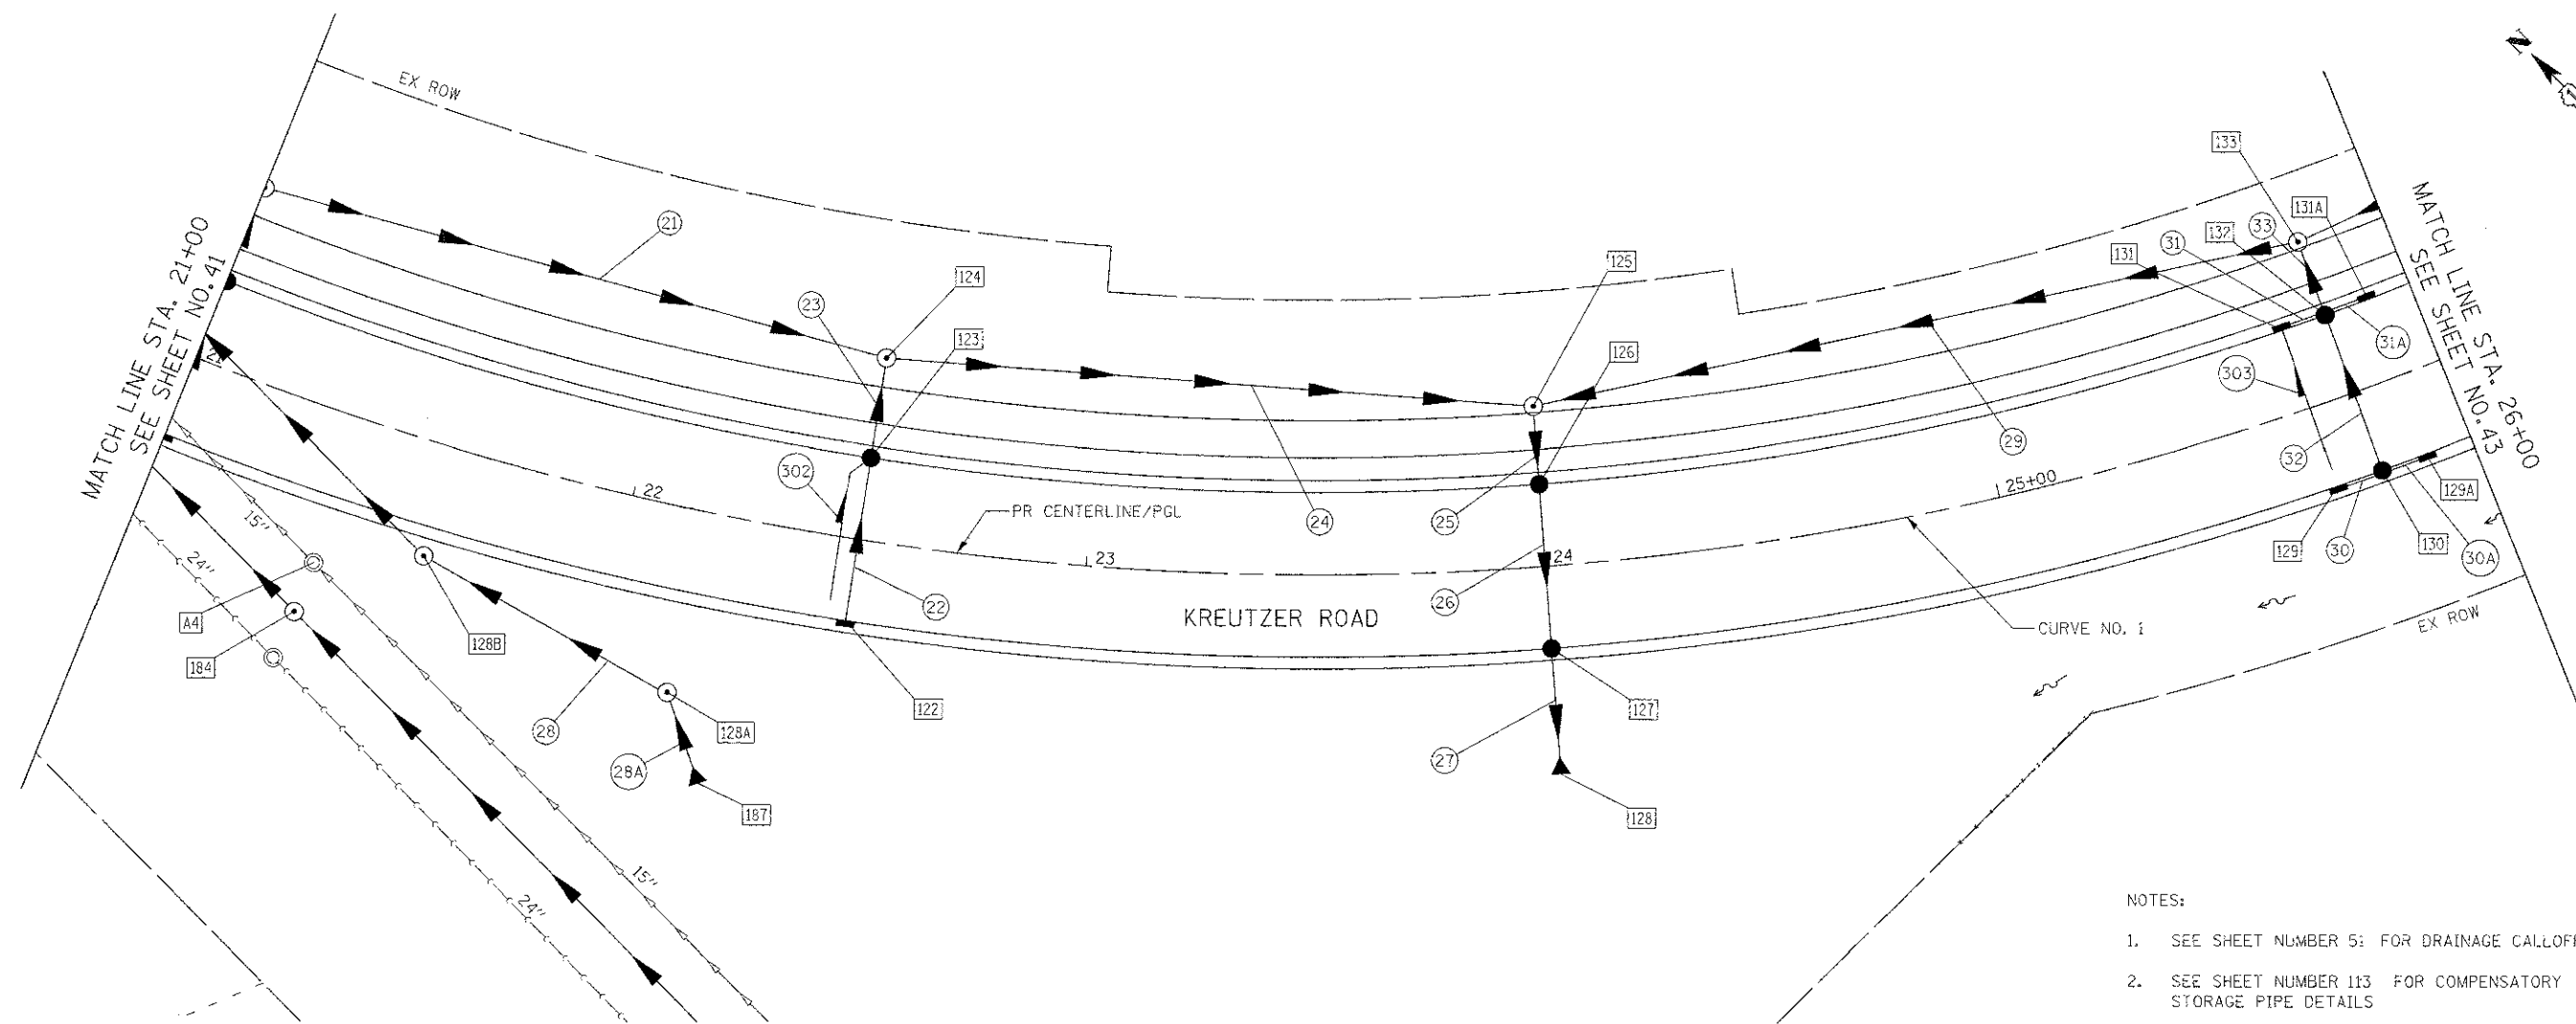 N
EX ROW
MATCH LINE STA. 21+00
SEE SHEET NO. 41
21
124
23
123
125
126
133
131A
132
33
31
131
31A
303
MATCH LINE STA. 26+00
SEE SHEET NO. 43
21
22
302
PR CENTERLINE/PGL
23
24
25
24
29
32
25+00
129A
15"
24"
A4
184
128B
22
KREUTZER ROAD
26
129
30
130
30A
CURVE NO. 1
EX ROW
122
127
28
128A
28A
187
27
128
15"
24"
NOTES:
1. SEE SHEET NUMBER 51 FOR DRAINAGE
2. SEE SHEET NUMBER 113 FOR COMPENSATORY
STORAGE PIPE DETAILS